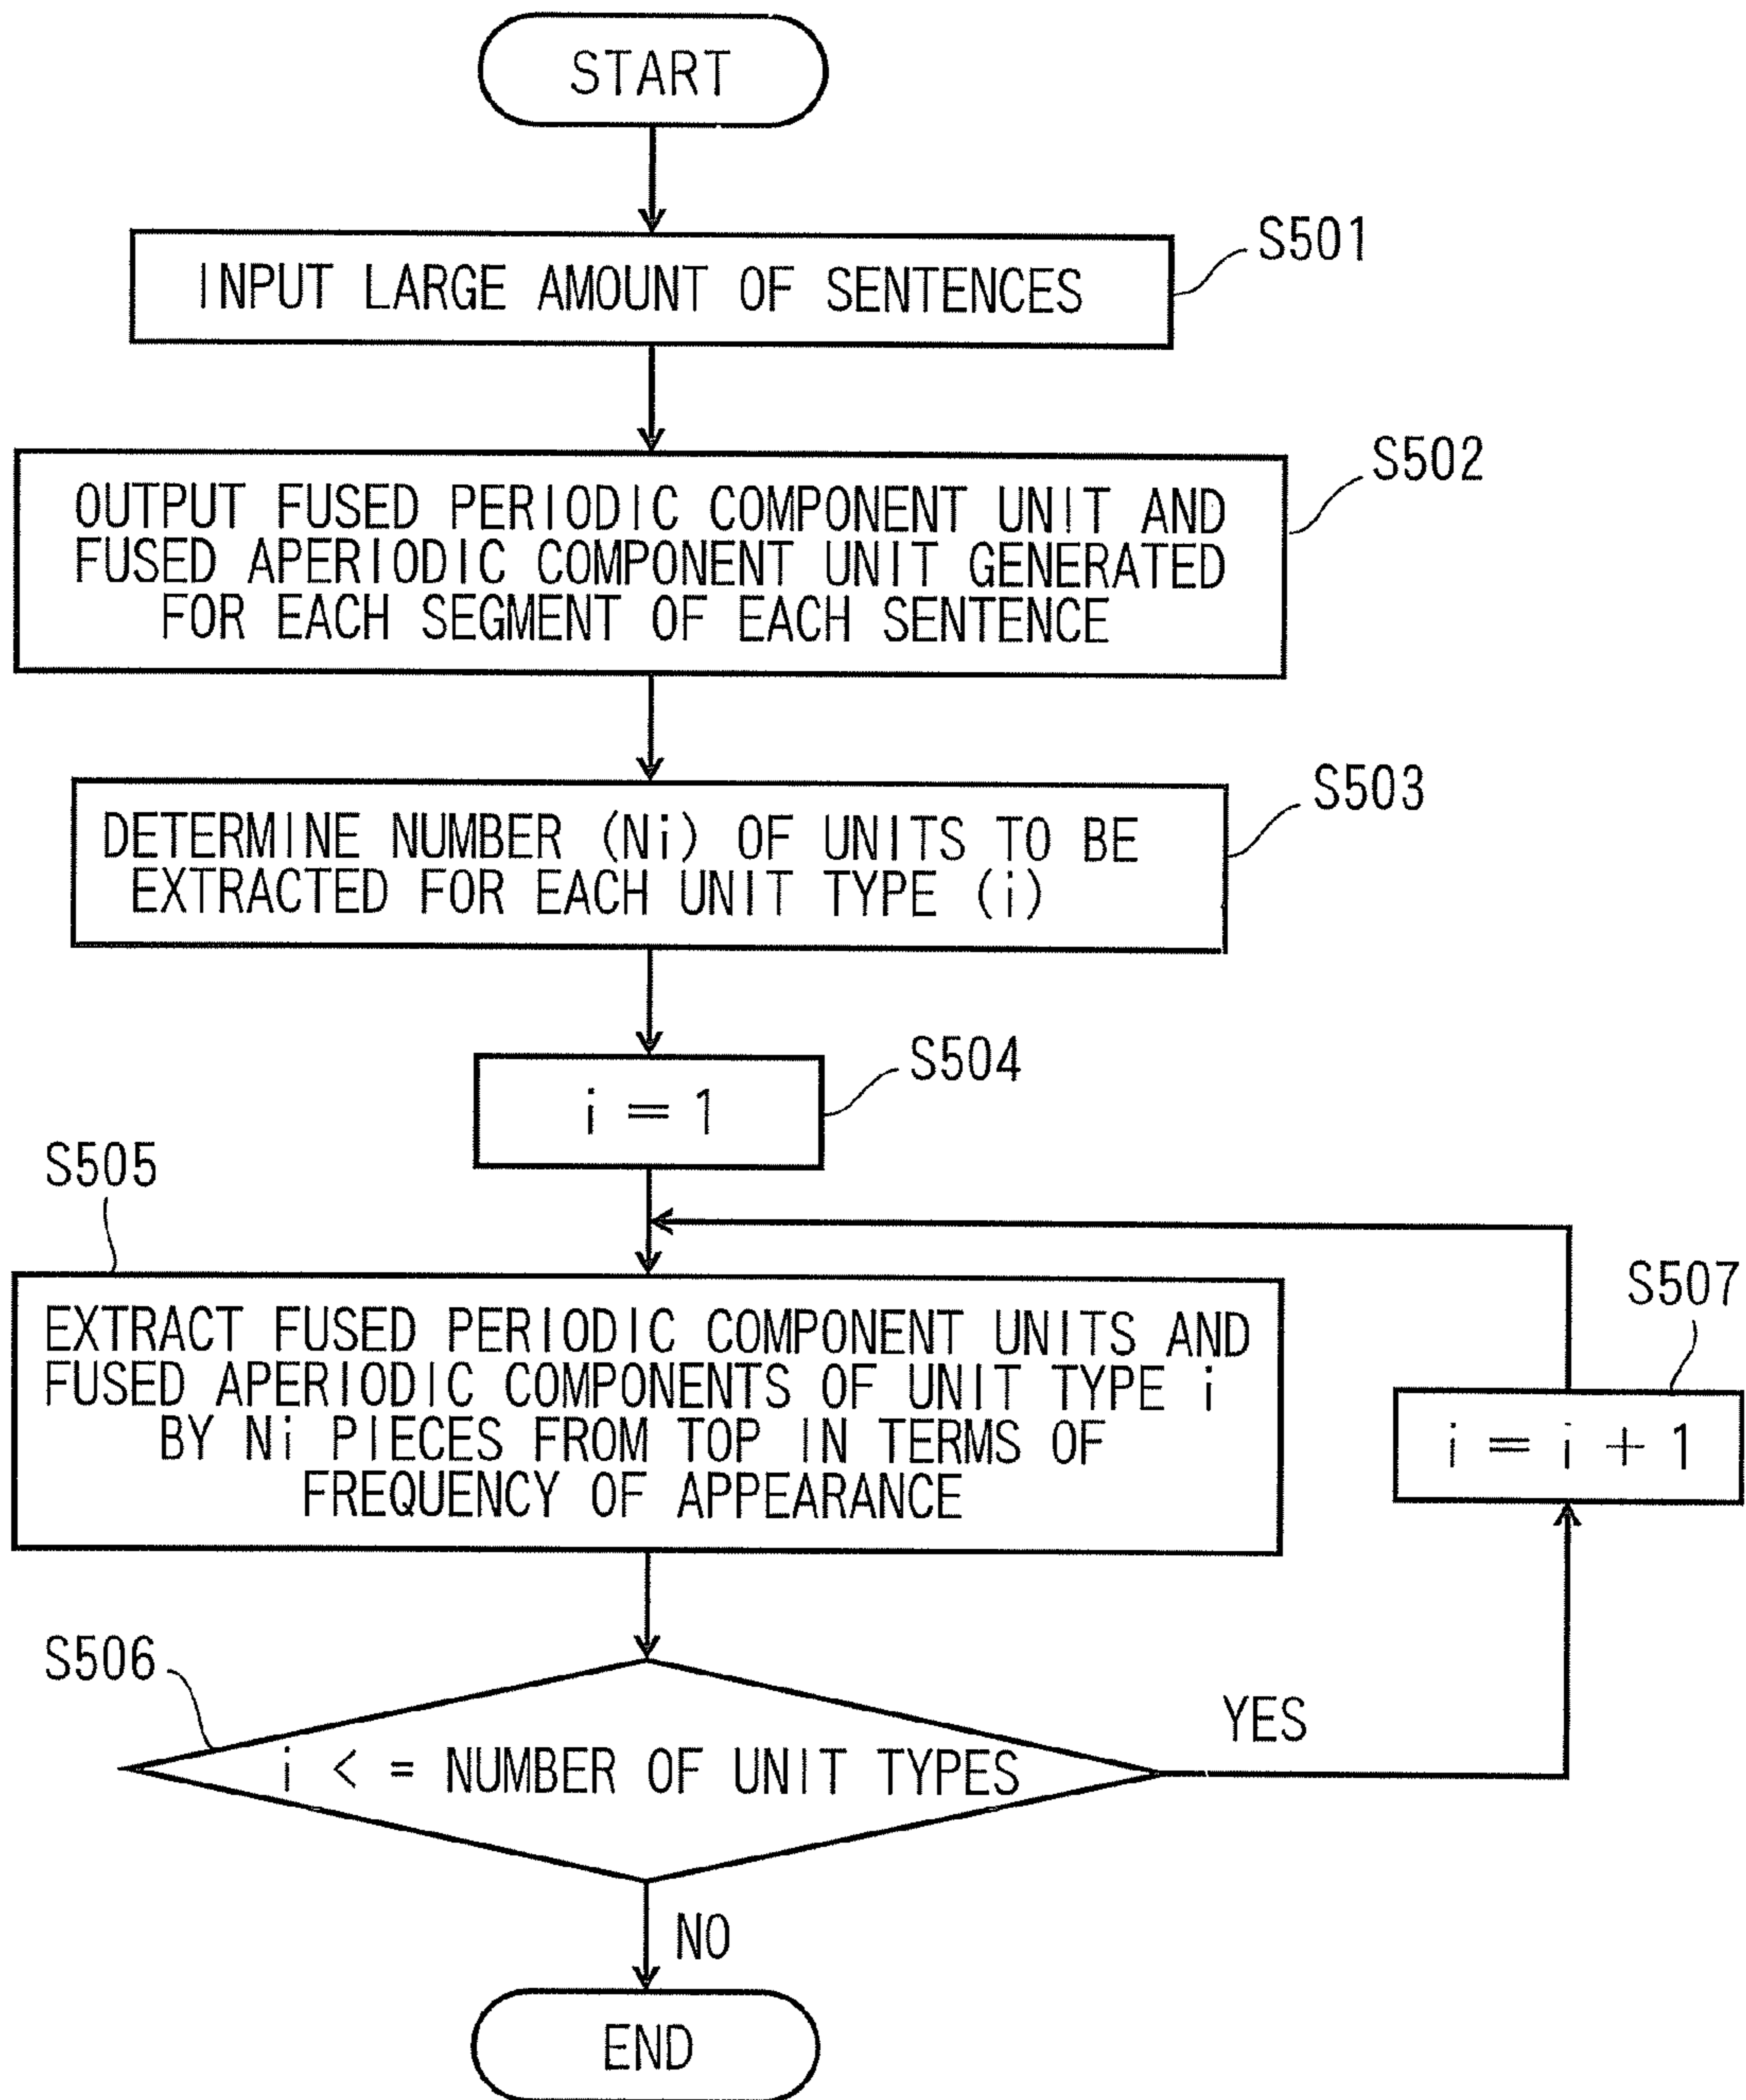 START
S501
INPUT LARGE AMOUNT OF SENTENCES
S502
OUTPUT FUSED PERIODIC COMPONENT UNIT AND
FUSED APERIODIC COMPONENT UNIT GENERATED
FOR EACH SEGMENT OF EACH SENTENCE
S503
DETERMINE NUMBER (Ni) OF UNITS TO BE
EXTRACTED FOR EACH UNIT TYPE (i)
S504
i = 1
S505
EXTRACT FUSED PERIODIC COMPONENT UNITS AND
FUSED APERIODIC COMPONENTS OF UNIT TYPE i
BY Ni PIECES FROM TOP IN TERMS OF
FREQUENCY OF APPEARANCE
S507
i = i + 1
S506
i < = NUMBER OF UNIT TYPES
YES
NO
END